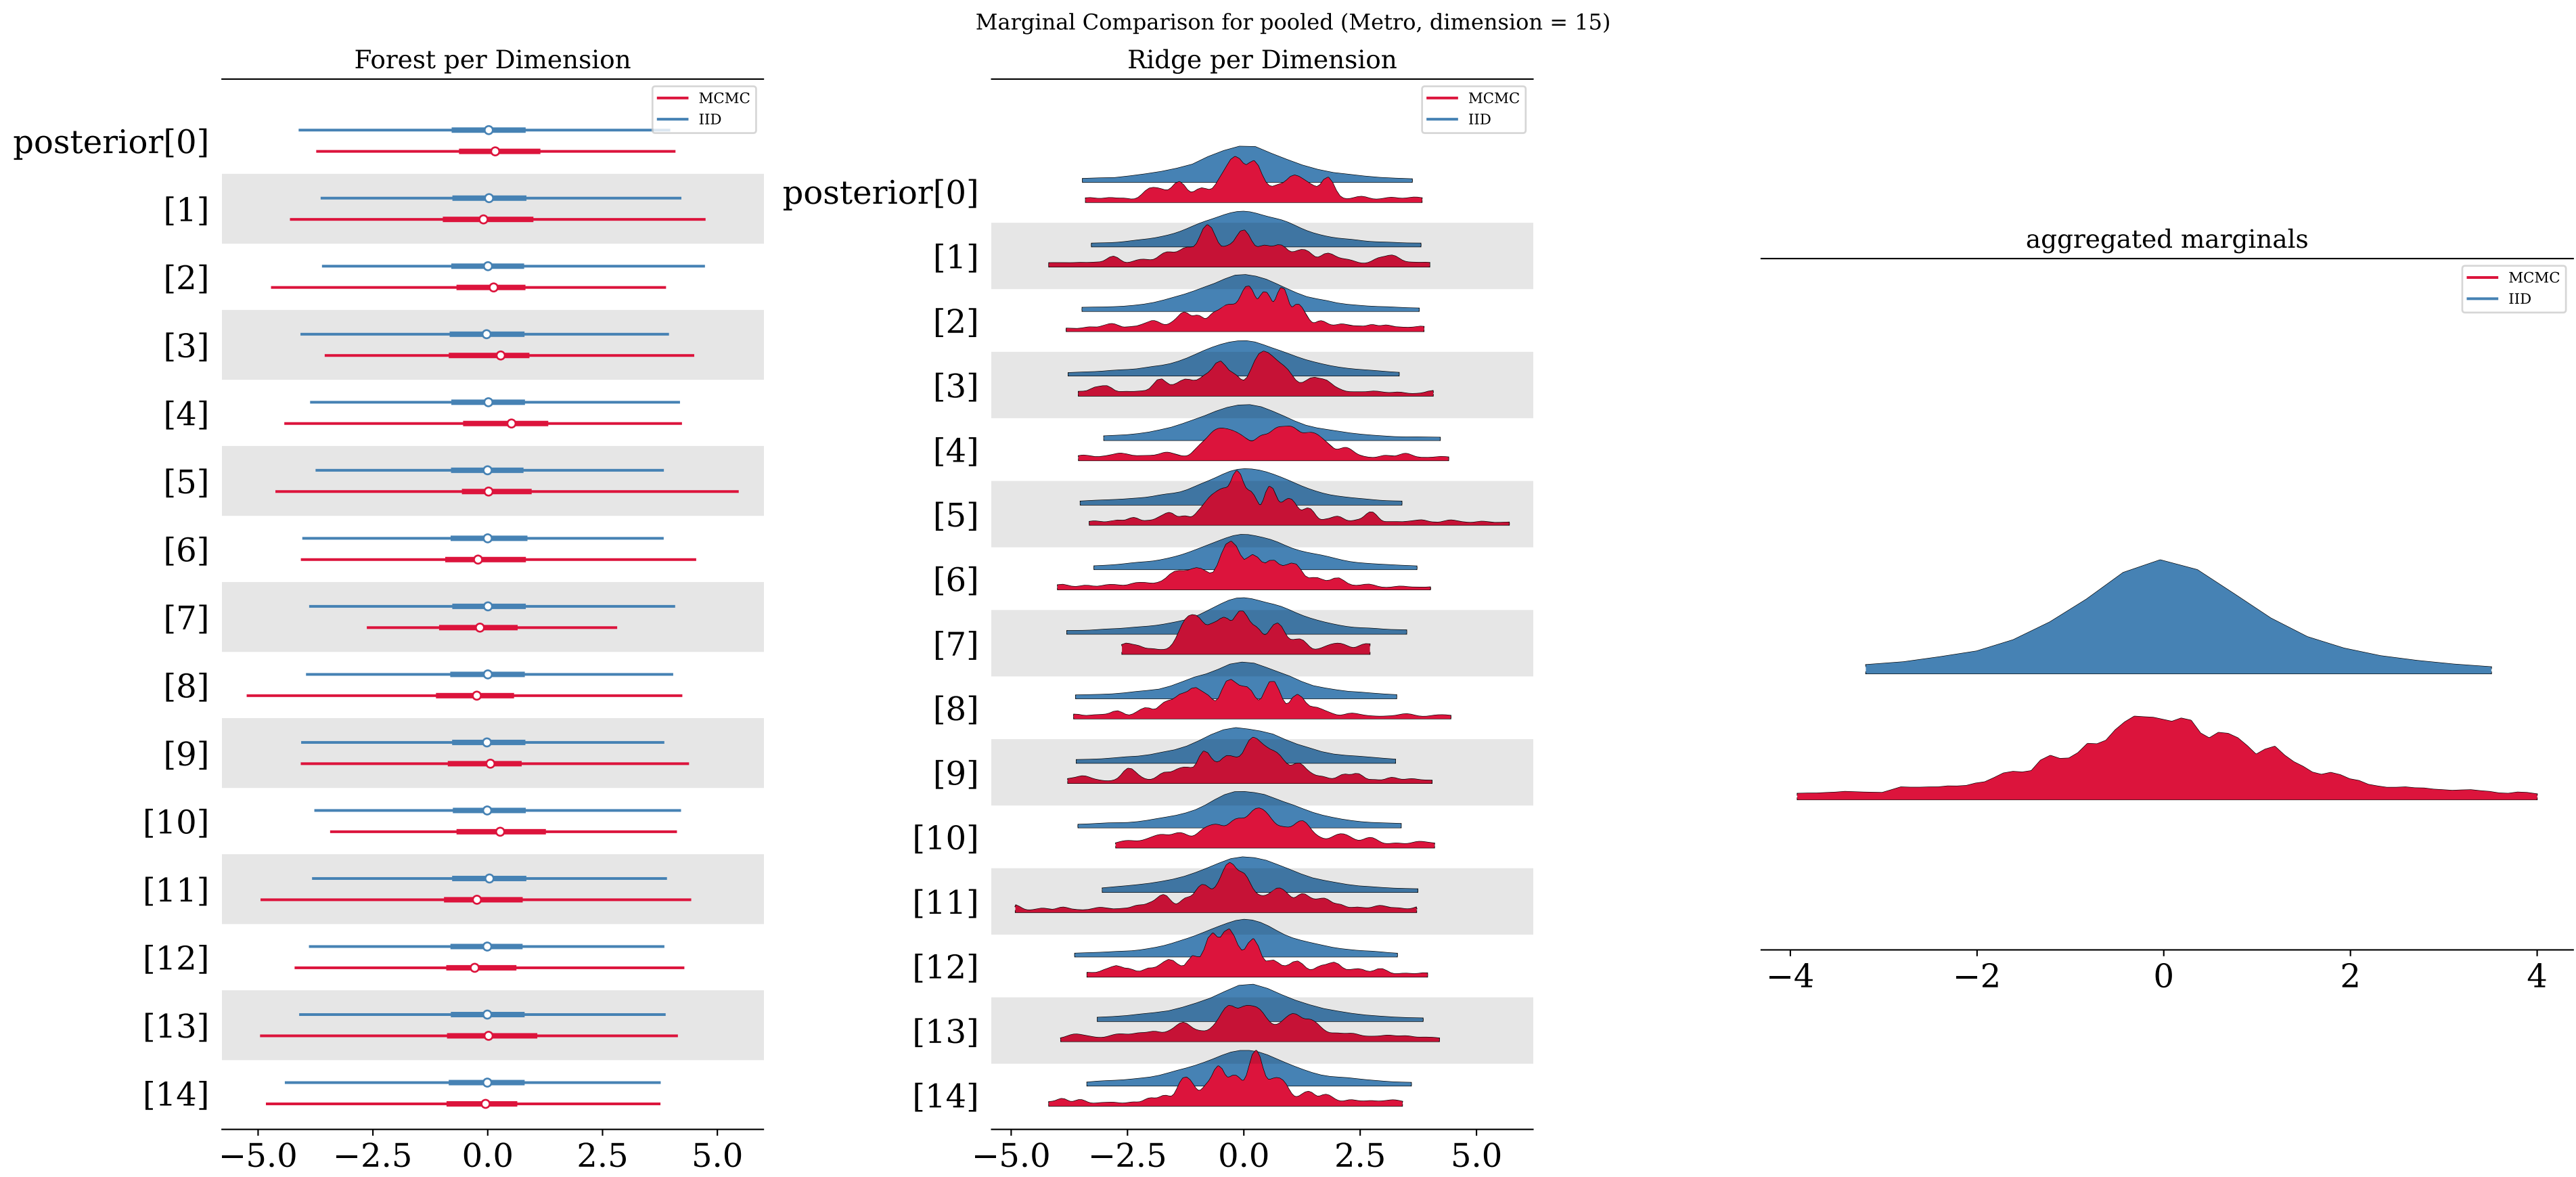 Marginal Comparison for pooled (Metro, dimension = 15)
Forest per Dimension
MCMC
IID
posterior[0]
[1]
[2]
[3]
[4]
[5]
[6]
[7]
[8]
[9]
[10]
[11]
[12]
[13]
[14]
−5.0 −2.5 0.0 2.5 5.0
Ridge per Dimension
MCMC
IID
posterior[0]
[1]
[2]
[3]
[4]
[5]
[6]
[7]
[8]
[9]
[10]
[11]
[12]
[13]
[14]
−5.0 −2.5 0.0 2.5 5.0
aggregated marginals
MCMC
IID
−4 −2 0 2 4